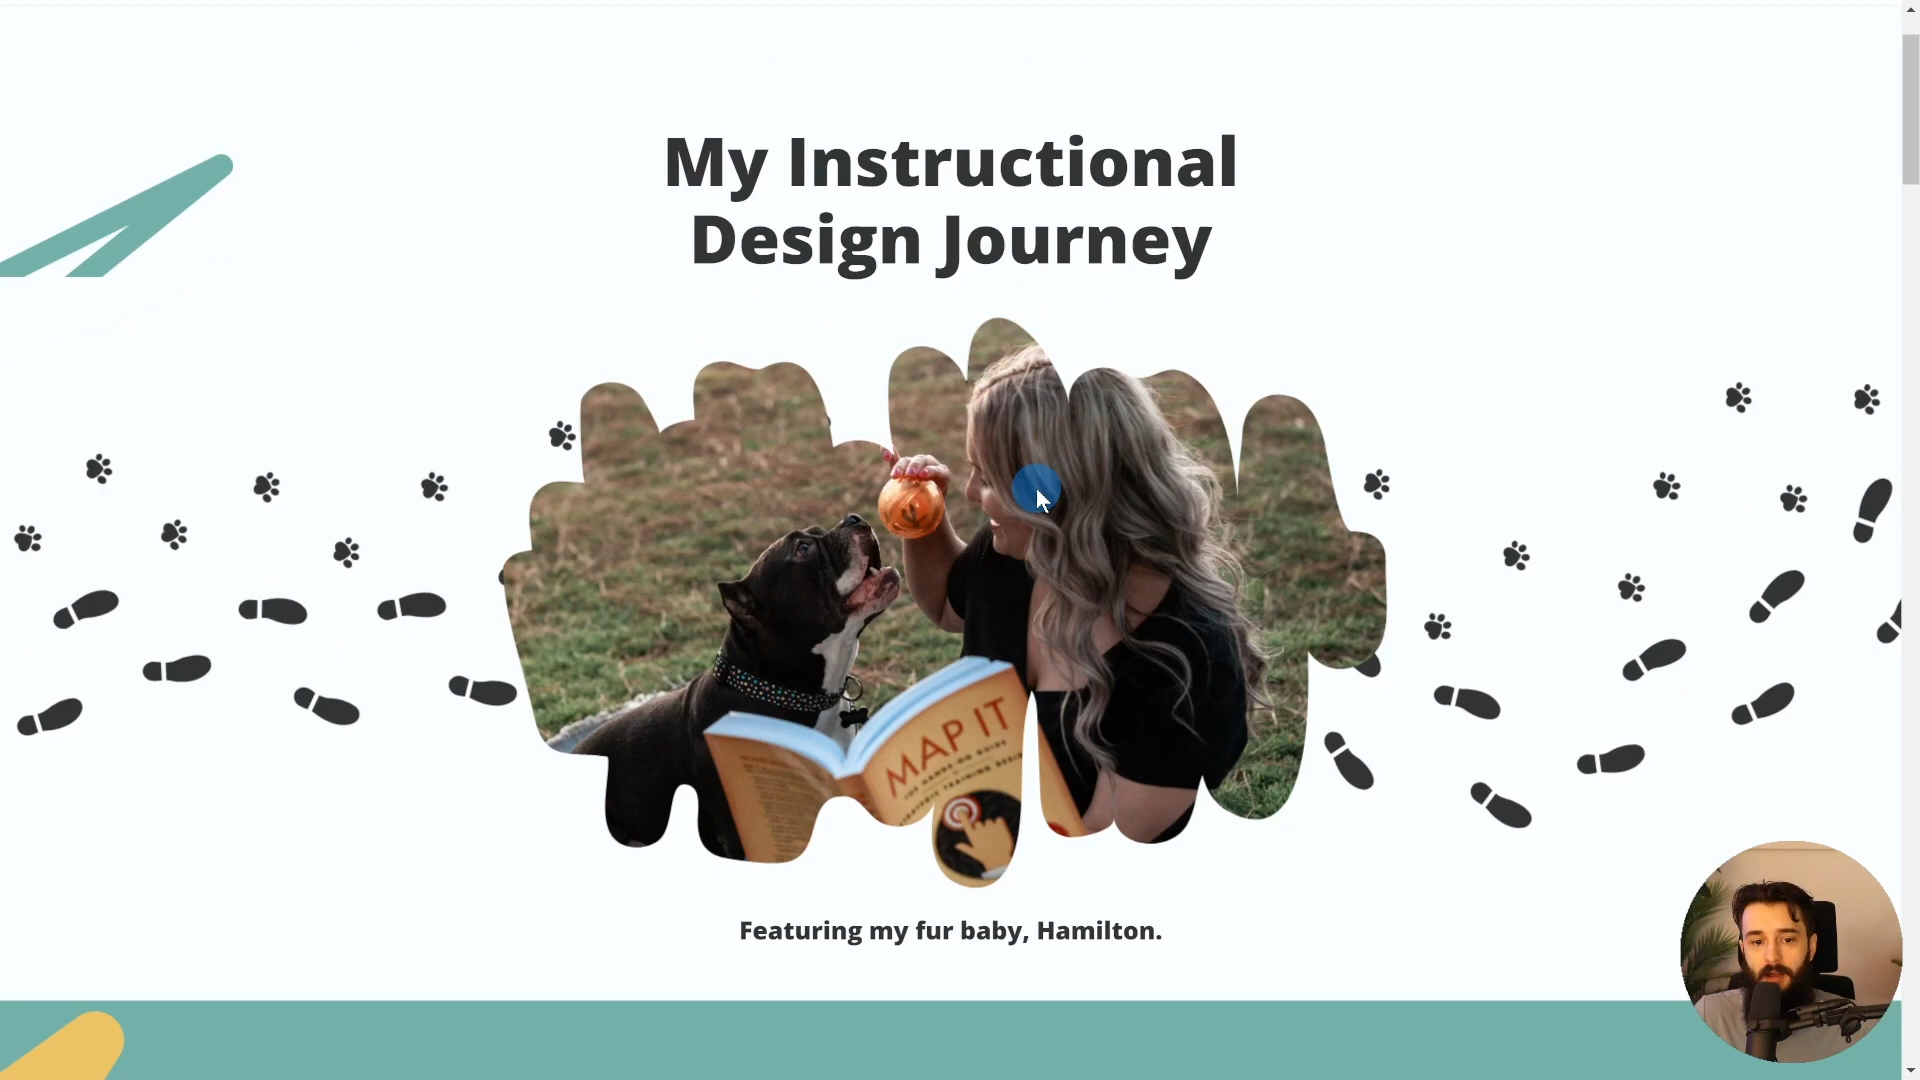 My Instructional
Design Journey
MAP IT
Featuring my fur baby, Hamilton.